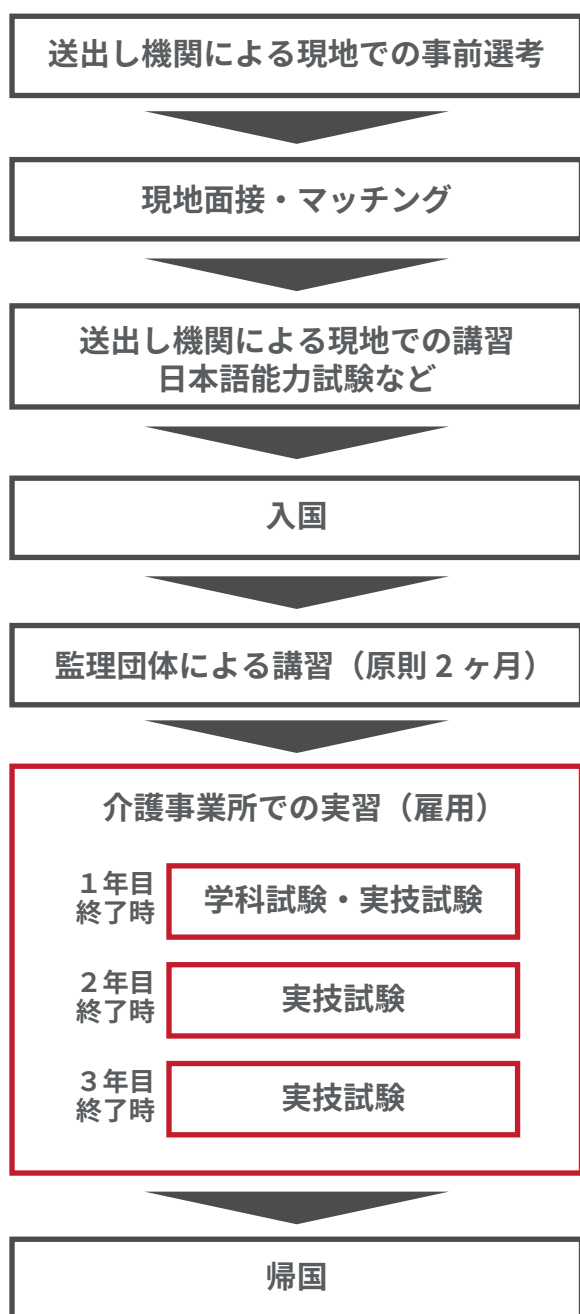 送出し機関による現地での事前選考
現地面接・マッチング
送出し機関による現地での講習
日本語能力試験など
入国
監理団体による講習（原則 2 ヶ月）
介護事業所での実習（雇用）
１年目
終了時
学科試験・実技試験
２年目
終了時
実技試験
３年目
終了時
実技試験
帰国